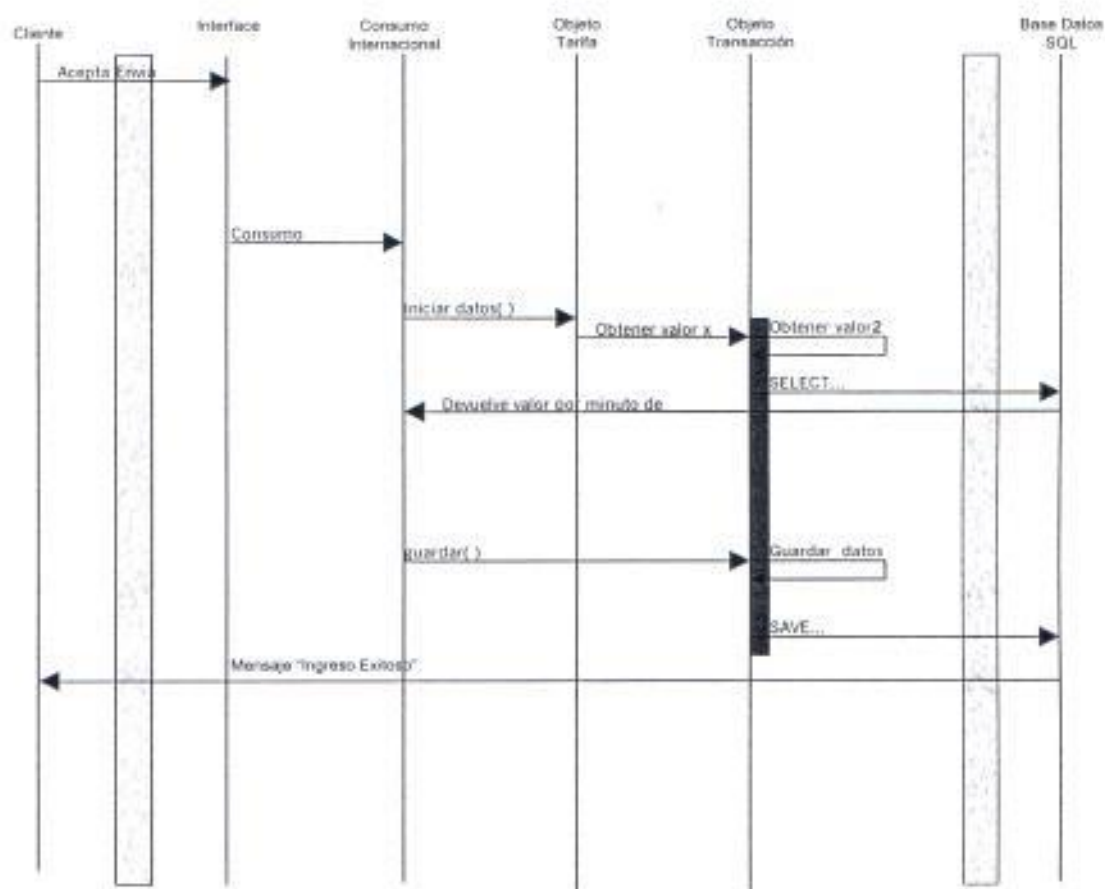 Cliente
Interface
Consumo
Internacional
Objeto
Tarifa
Objeto
Transacción
Base Datos
SQL
Acepta Envia
Consumo
Iniciar datos( )
Obtener valor x
Obtener valor2
SELECT...
Devuelve valor por minuto de
guardar( )
Guardar datos
SAVE...
Mensaje "Ingreso Exitoso"